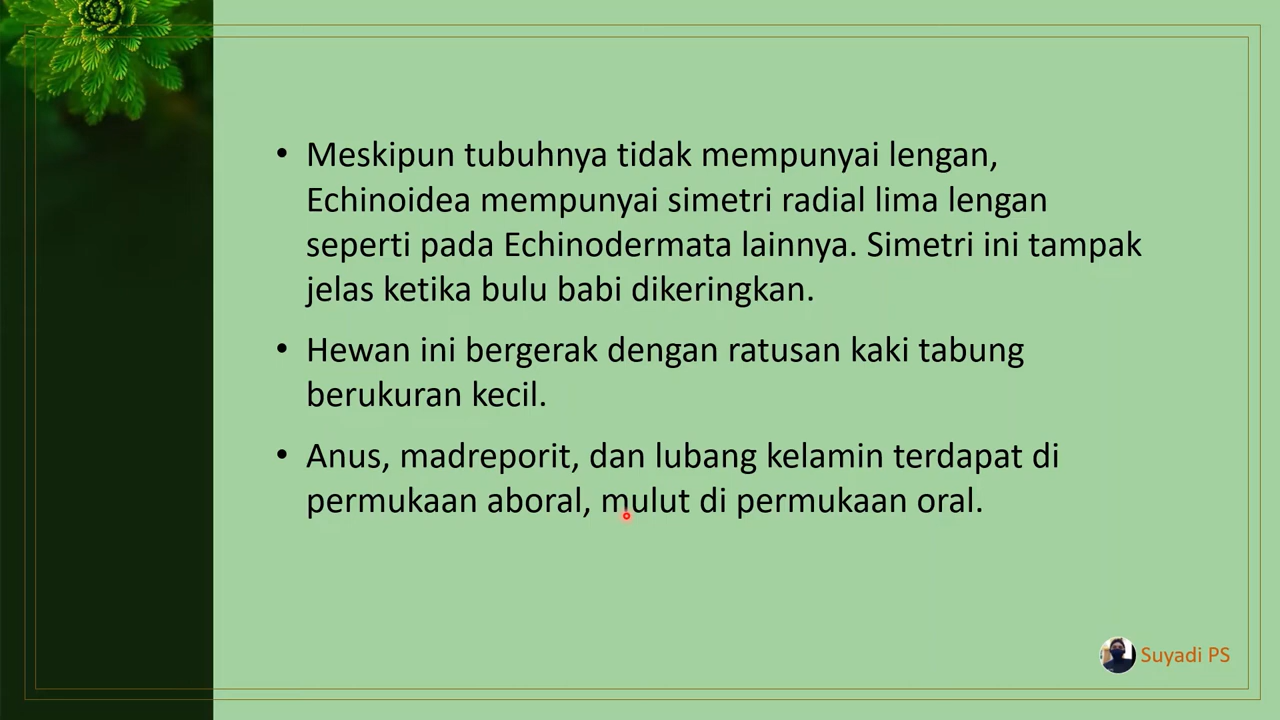 • Meskipun tubuhnya tidak mempunyai lengan,
Echinoidea mempunyai simetri radial lima lengan
seperti pada Echinodermata lainnya. Simetri ini tampak
jelas ketika bulu babi dikeringkan.
• Hewan ini bergerak dengan ratusan kaki tabung
berukuran kecil.
• Anus, madreporit, dan lubang kelamin terdapat di
permukaan aboral, mulut di permukaan oral.
Suyadi PS